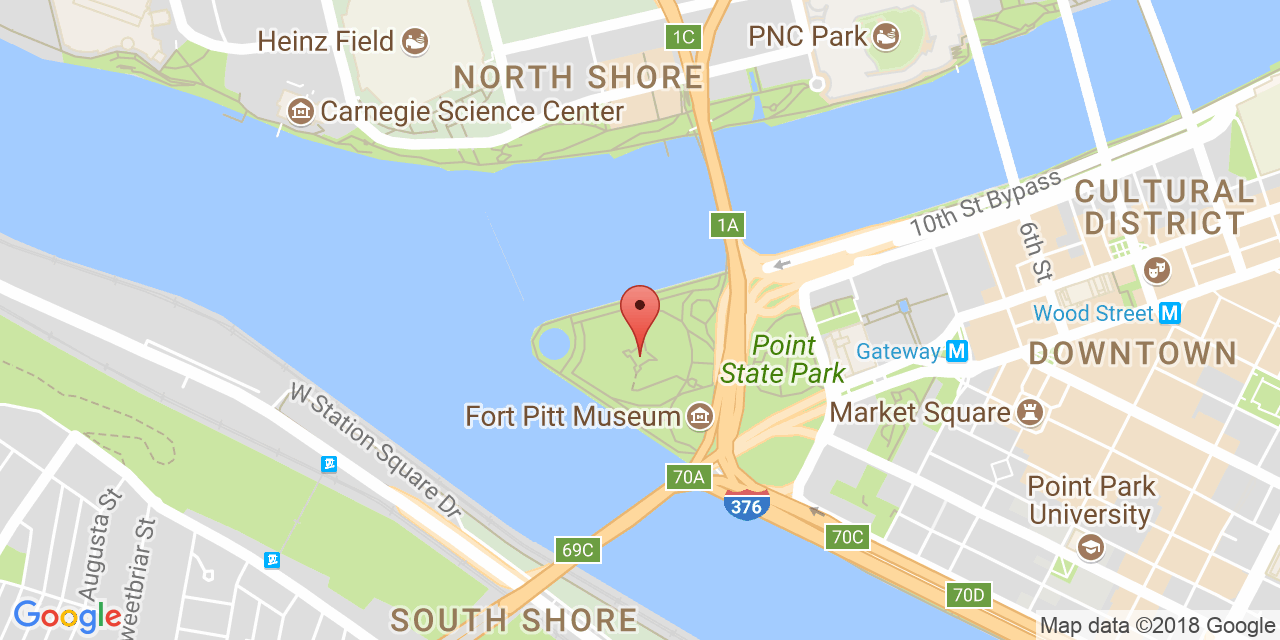 1C
PNC Park
Heinz Field
NORTH SHORE
Carnegie Science Center
CULTURAL
DISTRICT
10th St Bypass
1A
6th St
Wood Street M
Point
State Park
Gateway M
DOWNTOWN
Fort Pitt Museum
Market Square
W Station Square Dr
70A
376
Point Park
University
Augusta St
weetbriar St
69C
70C
70D
SOUTH SHORE
Google
Map data ©2018 Google